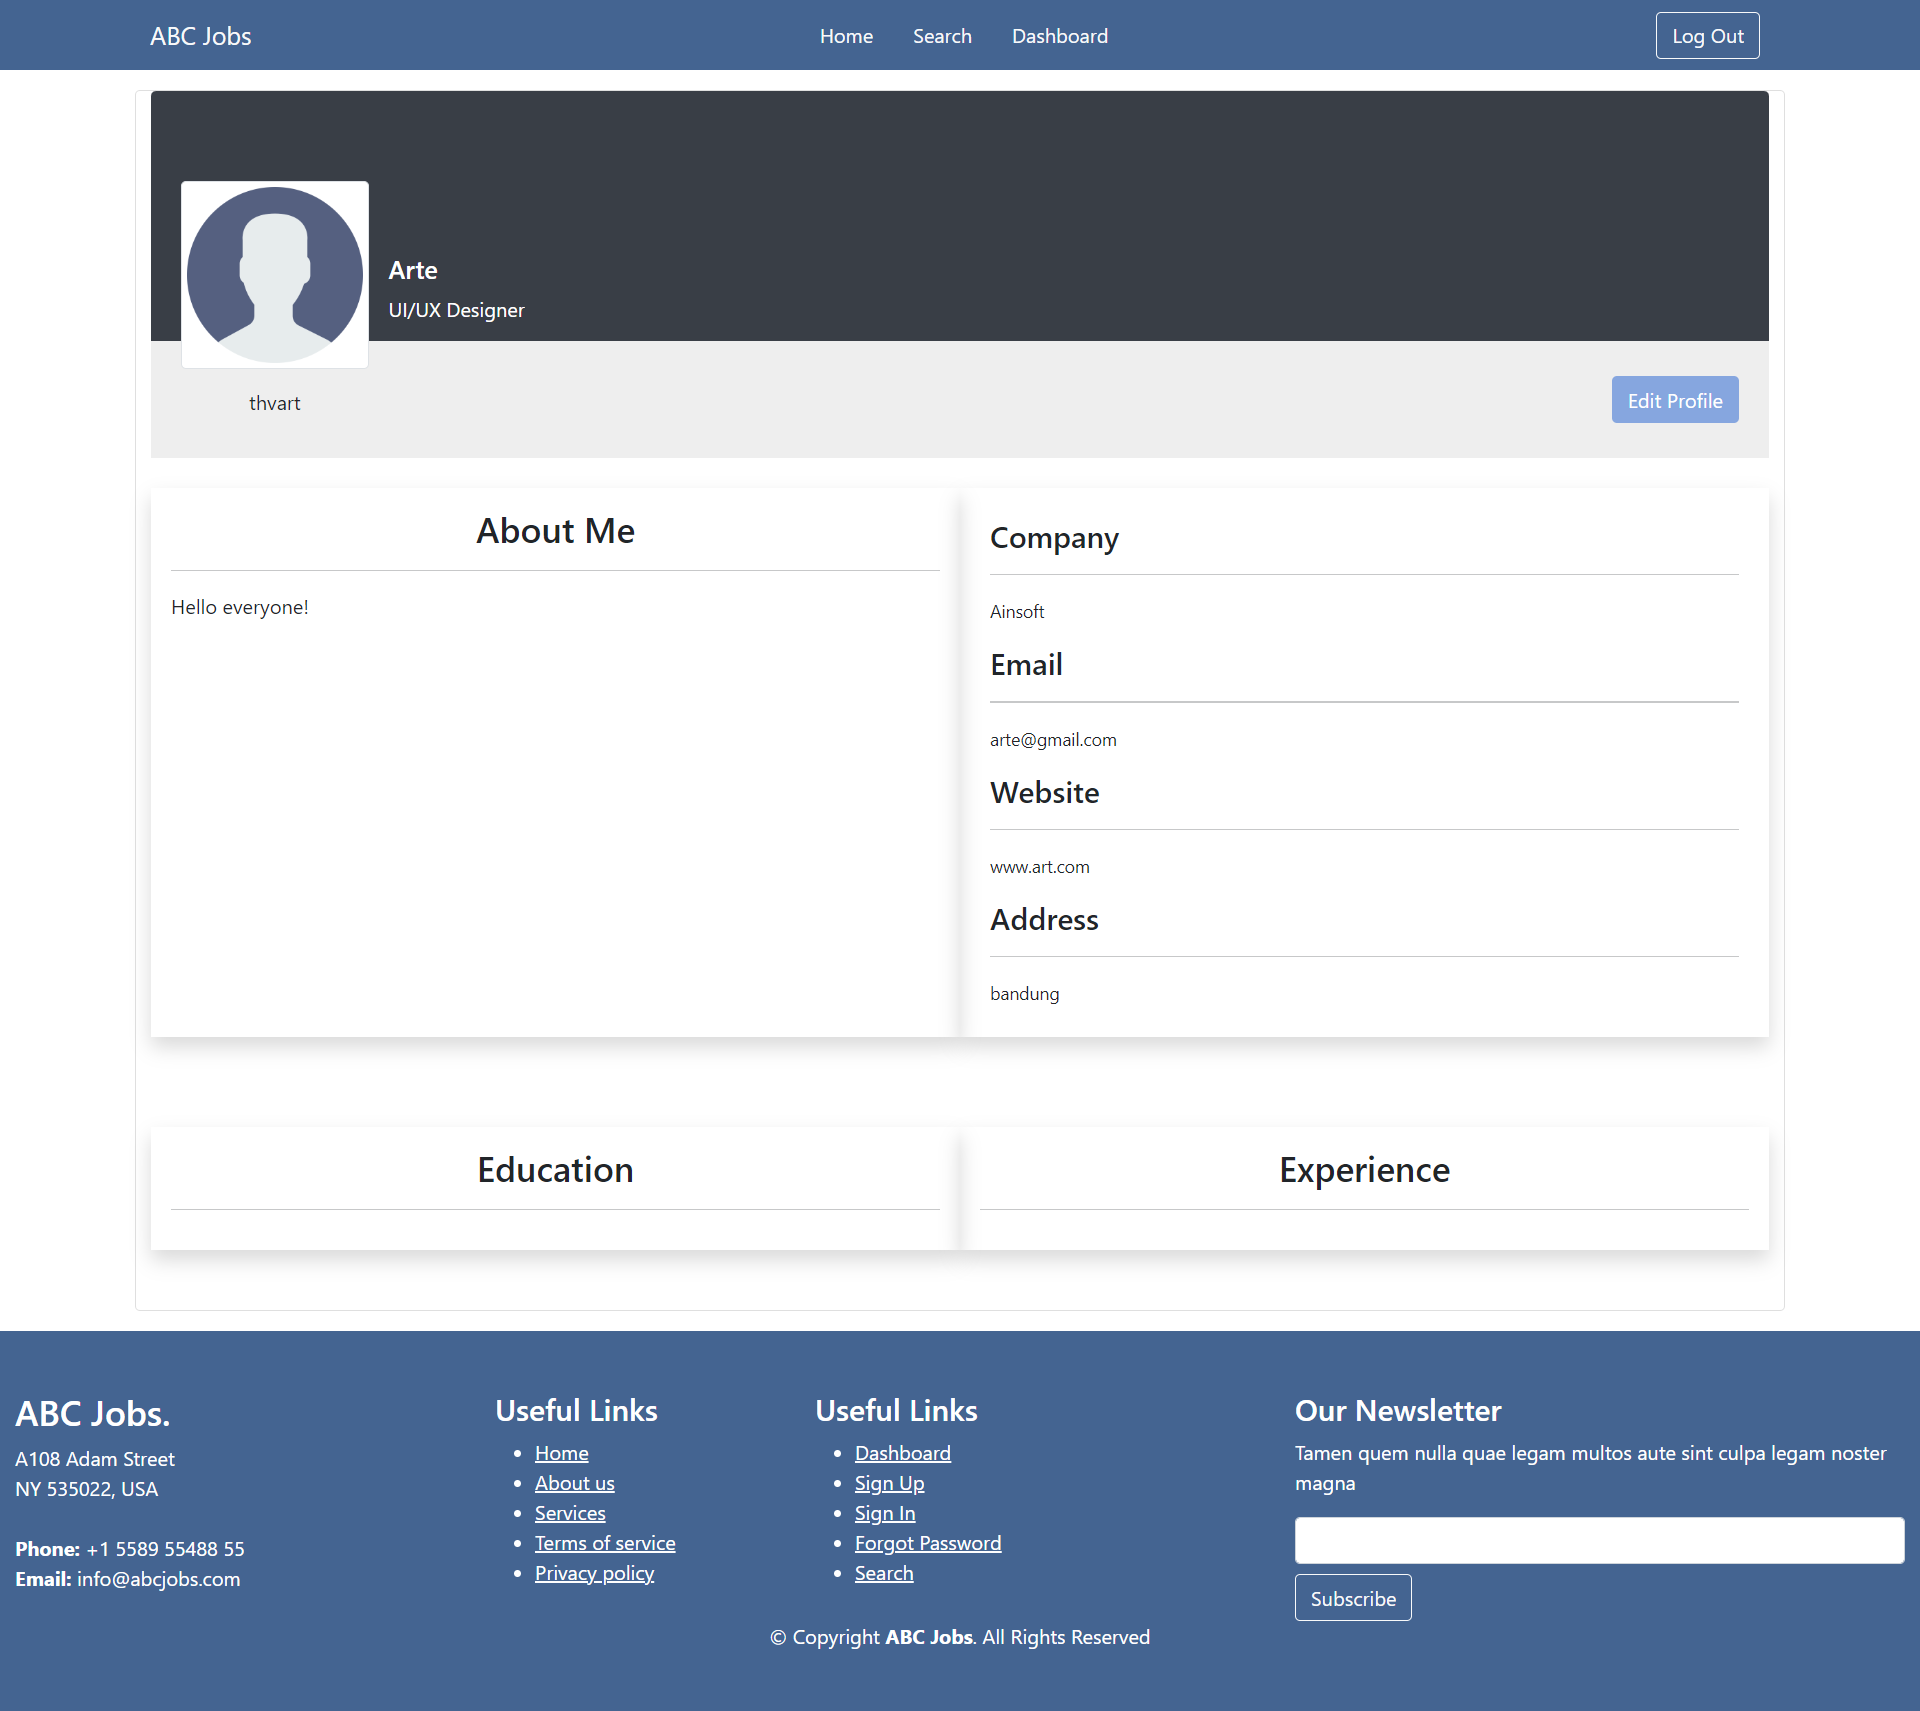 ABC Jobs
Home
Search
Dashboard
Log Out
Arte
UI/UX Designer
thvart
Edit Profile
About Me
Hello everyone!
Company
Ainsoft
Email
arte@gmail.com
Website
www.art.com
Address
bandung
Education
Experience
ABC Jobs.
A108 Adam Street
NY 535022, USA
Phone: +1 5589 55488 55
Email: info@abcjobs.com
Useful Links
Home
About us
Services
Terms of service
Privacy policy
Useful Links
Dashboard
Sign Up
Sign In
Forgot Password
Search
Our Newsletter
Tamen quem nulla quae legam multos aute sint culpa legam noster
magna
Subscribe
© Copyright ABC Jobs. All Rights Reserved